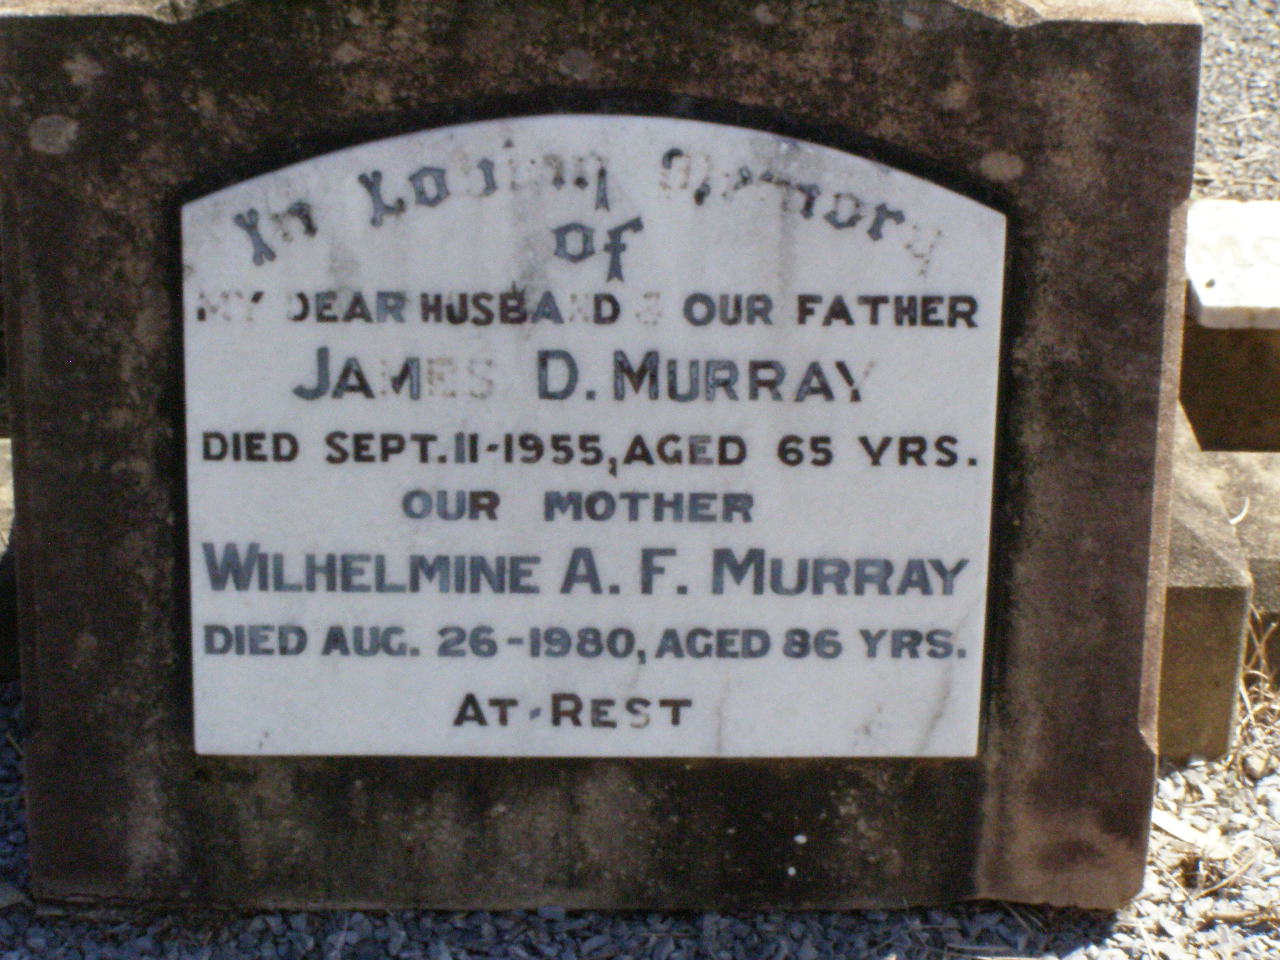 In Loving Memory
of
MY DEAR HUSBAND & OUR FATHER
JAMES D. MURRAY
DIED SEPT. 11-1955, AGED 65 YRS.
OUR MOTHER
WILHELMINE A. F. MURRAY
DIED AUG. 26-1980, AGED 86 YRS.
AT REST